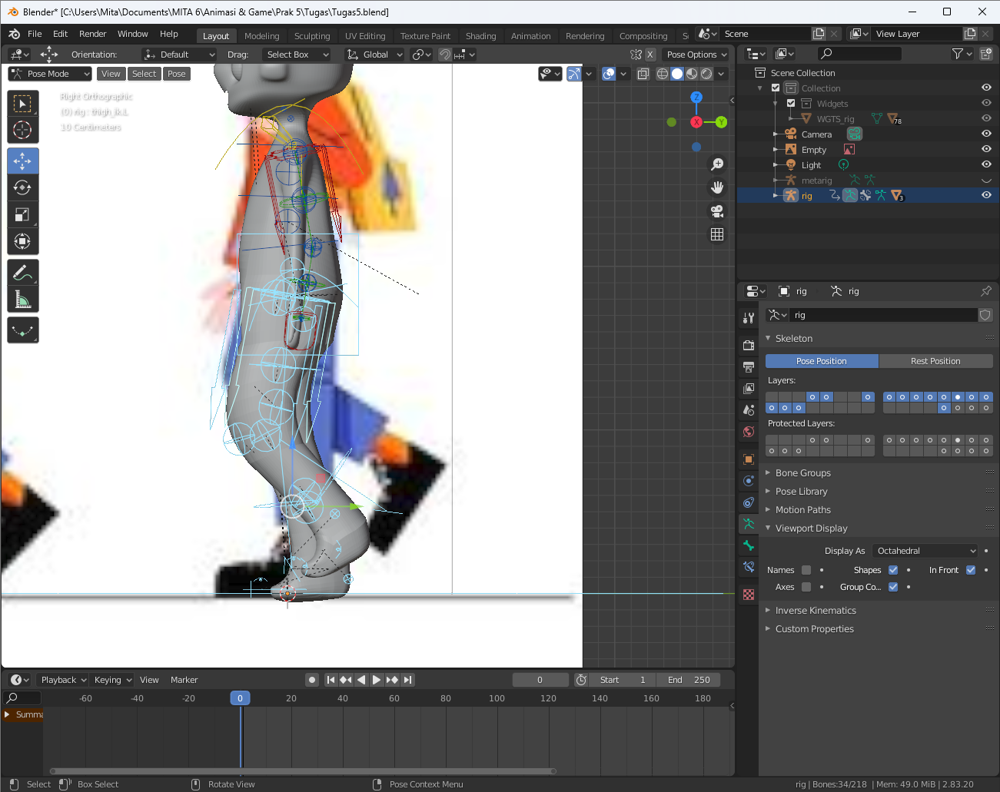 Blender* [C:\Users\Mita\Documents\MITA 6\Animasi & Game\Prak 5\Tugas\Tugas5.blend]
File Edit Render Window Help Layout Modeling Sculpting UV Editing Texture Paint Shading Animation Rendering Compositing Scene View Layer
Orientation: Default Drag: Select Box Global X Pose Options
Pose Mode View Select Pose
Right Orthographic
(0) rig : thigh_ik.L
10 Centimeters
Z
X Y
Scene Collection
Collection
Widgets
WGTS_rig 78
Camera
Empty
Light
metarig
rig 3
rig rig
rig
Skeleton
Pose Position Rest Position
Layers:
Protected Layers:
Bone Groups
Pose Library
Motion Paths
Viewport Display
Display As Octahedral
Names Shapes In Front
Axes Group Co...
Inverse Kinematics
Custom Properties
Playback Keying View Marker 0 Start 1 End 250
-60 -40 -20 0 20 40 60 80 100 120 140 160 180
Summa
Select Box Select Rotate View Pose Context Menu rig | Bones:34/218 | Mem: 49.0 MiB | 2.83.20